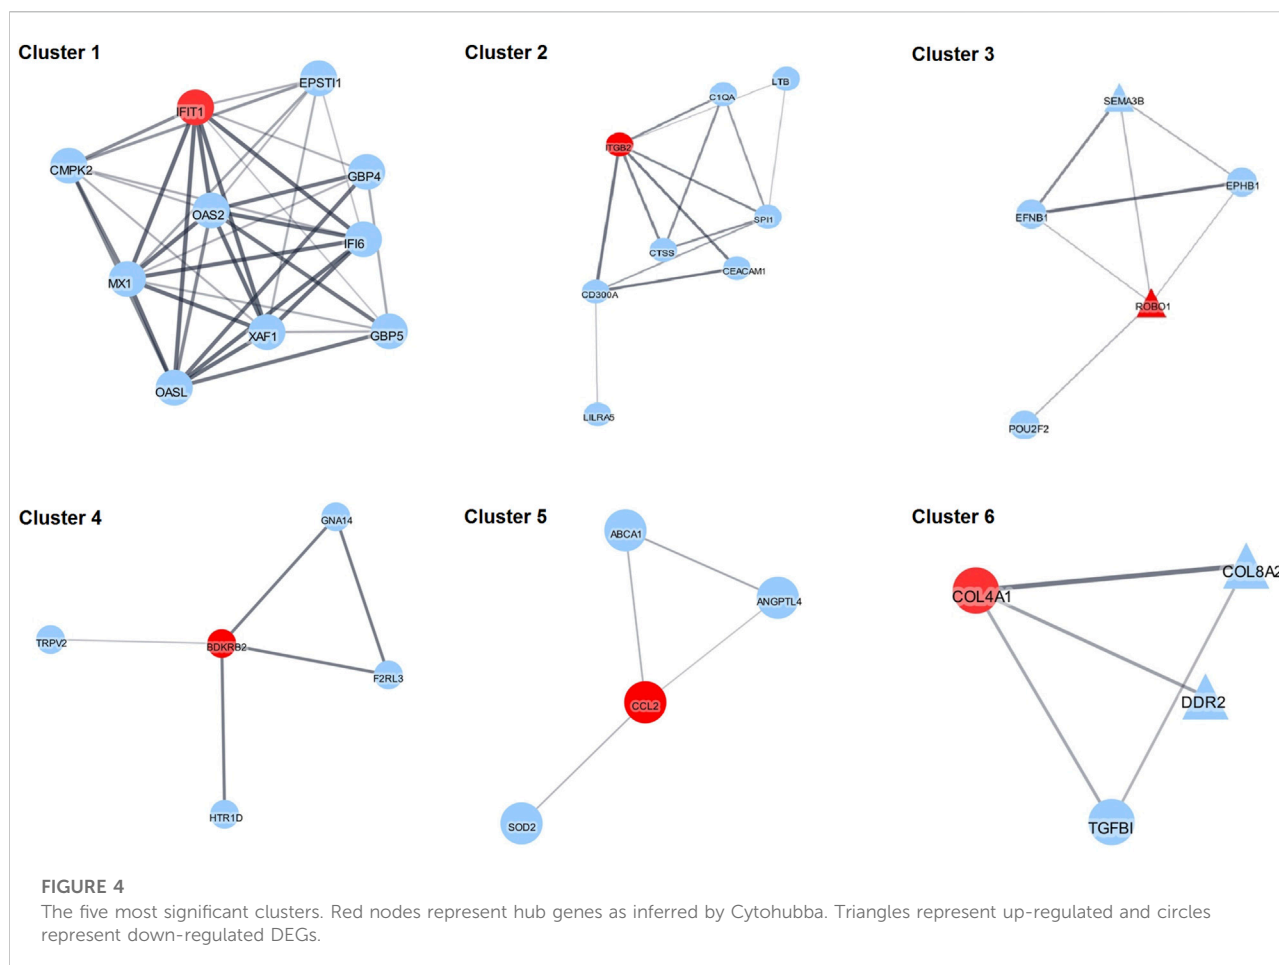 Cluster 1
EPSTI1
IFIT1
CMPK2
GBP4
OAS2
IFI6
MX1
XAF1
GBP5
OASL
Cluster 2
LTB
C1QA
ITGB2
SPI1
CTSS
CEACAM1
CD300A
LILRA5
Cluster 3
SEMA3B
EPHB1
EFNB1
ROBO1
POU2F2
Cluster 4
GNA14
TRPV2
BDKRB2
F2RL3
HTR1D
Cluster 5
ABCA1
ANGPTL4
CCL2
SOD2
Cluster 6
COL8A2
COL4A1
DDR2
TGFBI
FIGURE 4
The five most significant clusters. Red nodes represent hub genes as inferred by Cytohubba. Triangles represent up-regulated and circles
represent down-regulated DEGs.